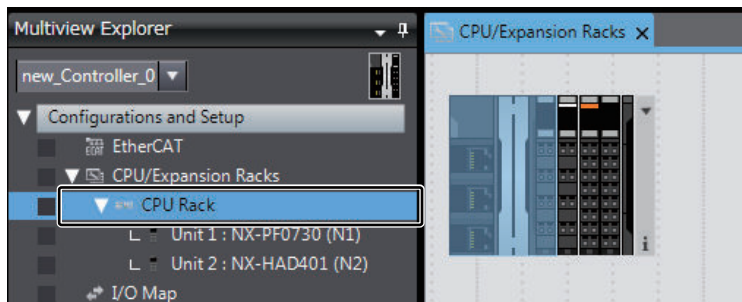 Multiview Explorer
new_Controller_0
Configurations and Setup
EtherCAT
CPU/Expansion Racks
CPU Rack
Unit 1 : NX-PF0730 (N1)
Unit 2 : NX-HAD401 (N2)
I/O Map
CPU/Expansion Racks
i